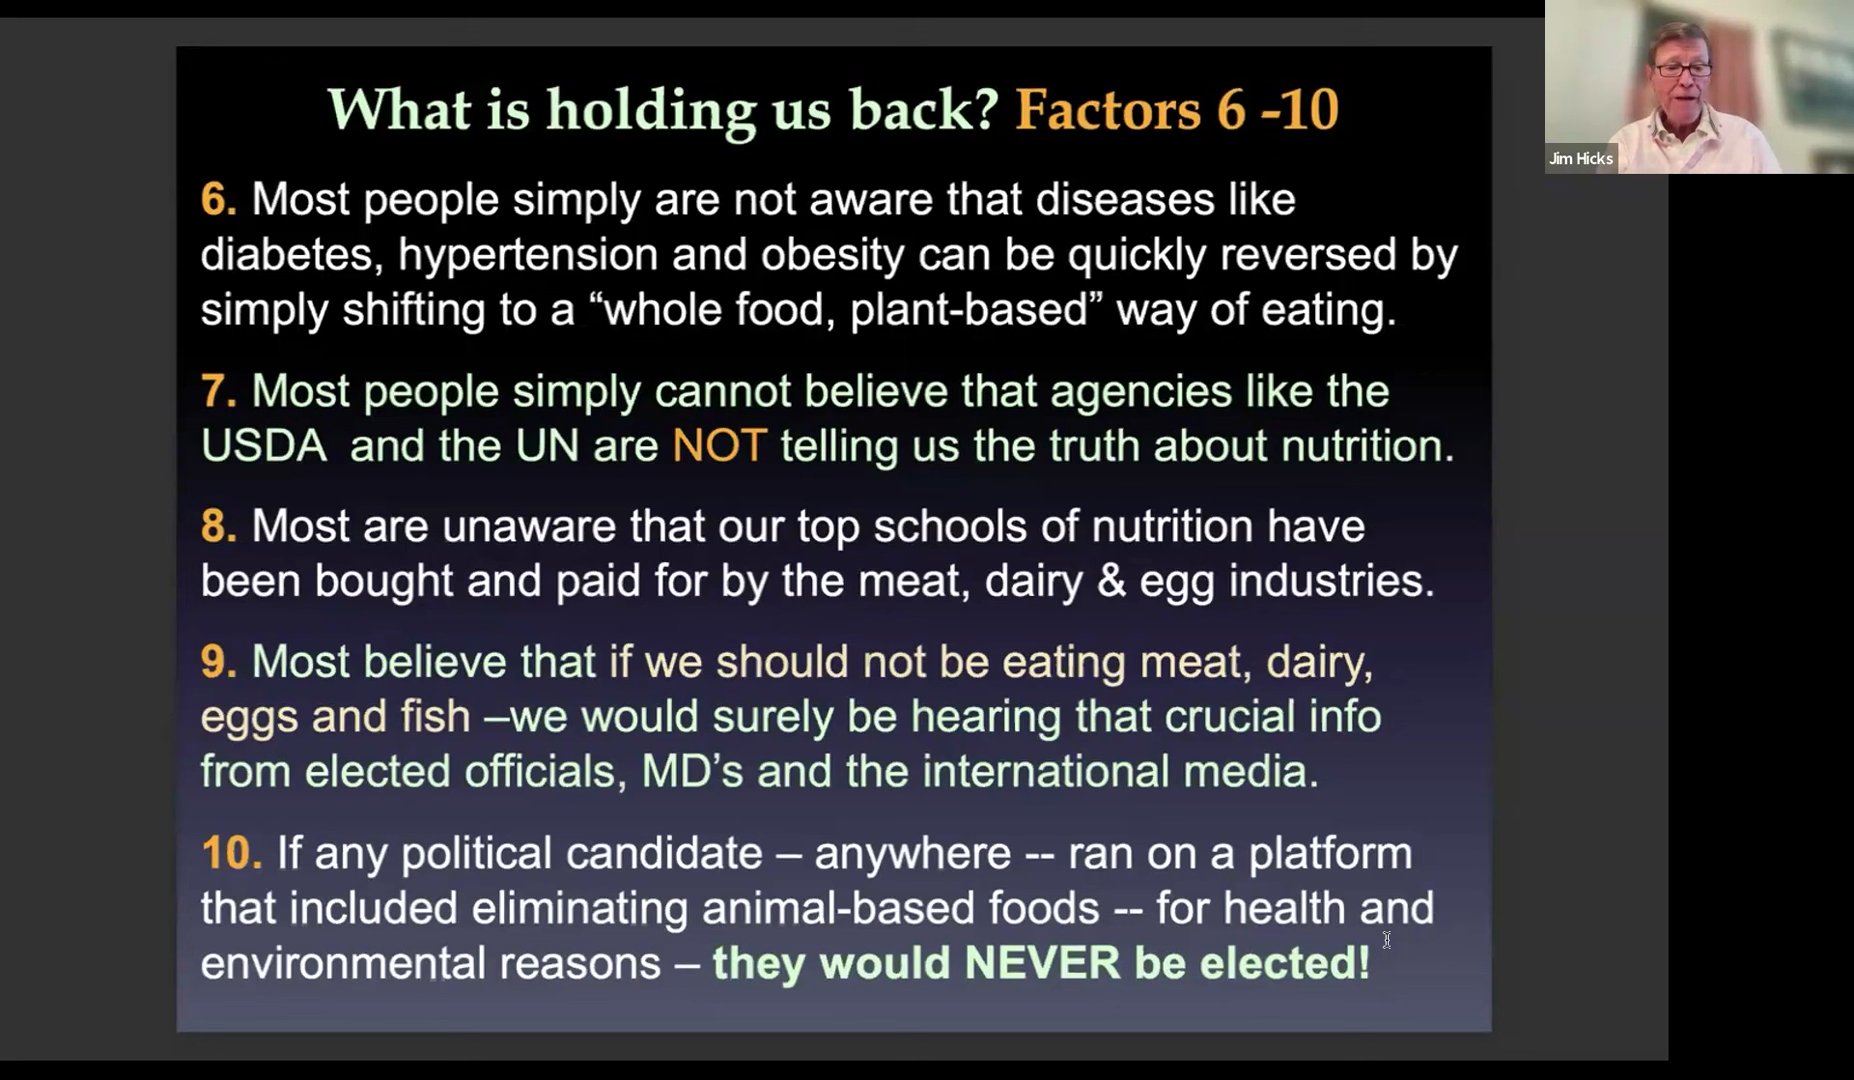 What is holding us back? Factors 6 -10
Jim Hicks
6. Most people simply are not aware that diseases like
diabetes, hypertension and obesity can be quickly reversed by
simply shifting to a “whole food, plant-based” way of eating.
7. Most people simply cannot believe that agencies like the
USDA  and the UN are NOT telling us the truth about nutrition.
8. Most are unaware that our top schools of nutrition have
been bought and paid for by the meat, dairy & egg industries.
9. Most believe that if we should not be eating meat, dairy,
eggs and fish –we would surely be hearing that crucial info
from elected officials, MD’s and the international media.
10. If any political candidate – anywhere -- ran on a platform
that included eliminating animal-based foods -- for health and
environmental reasons – they would NEVER be elected!